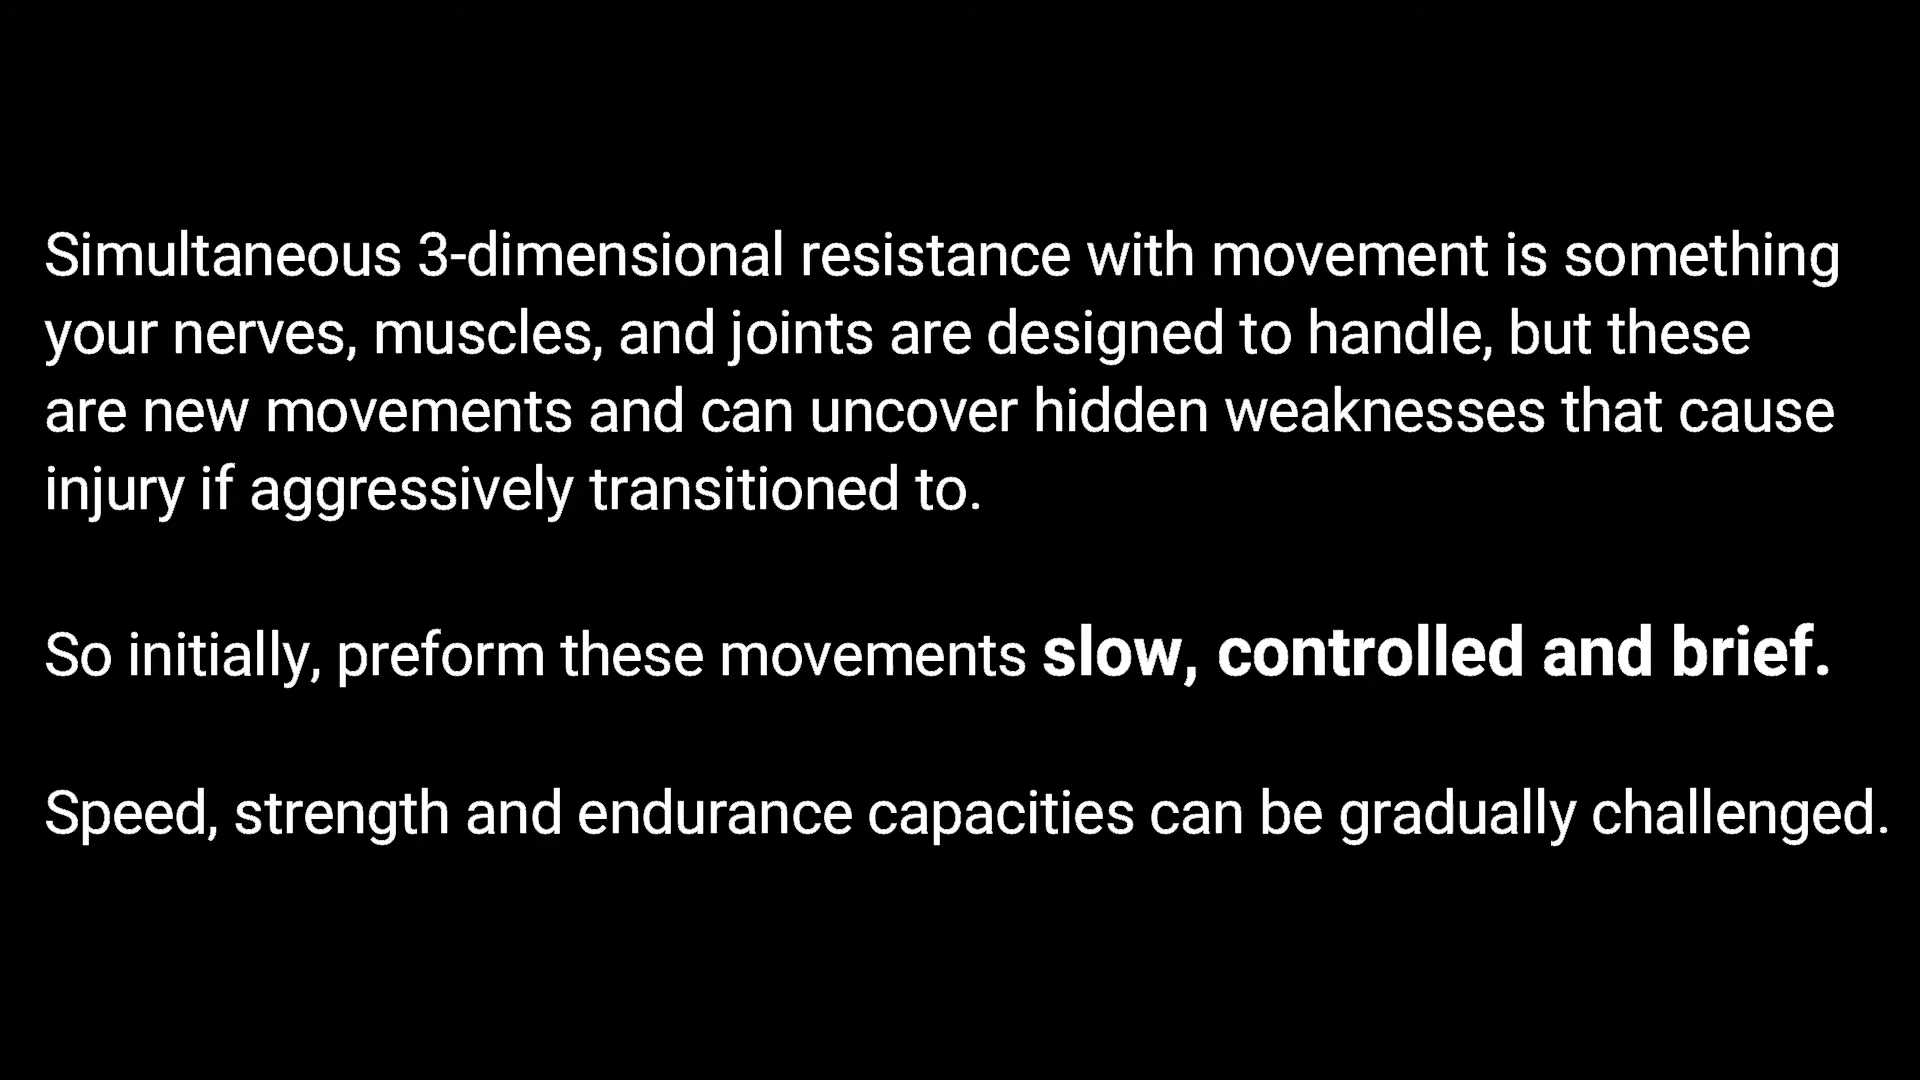 Simultaneous 3-dimensional resistance with movement is something
your nerves, muscles, and joints are designed to handle, but these
are new movements and can uncover hidden weaknesses that cause
injury if aggressively transitioned to.
So initially, preform these movements slow, controlled and brief.
Speed, strength and endurance capacities can be gradually challenged.